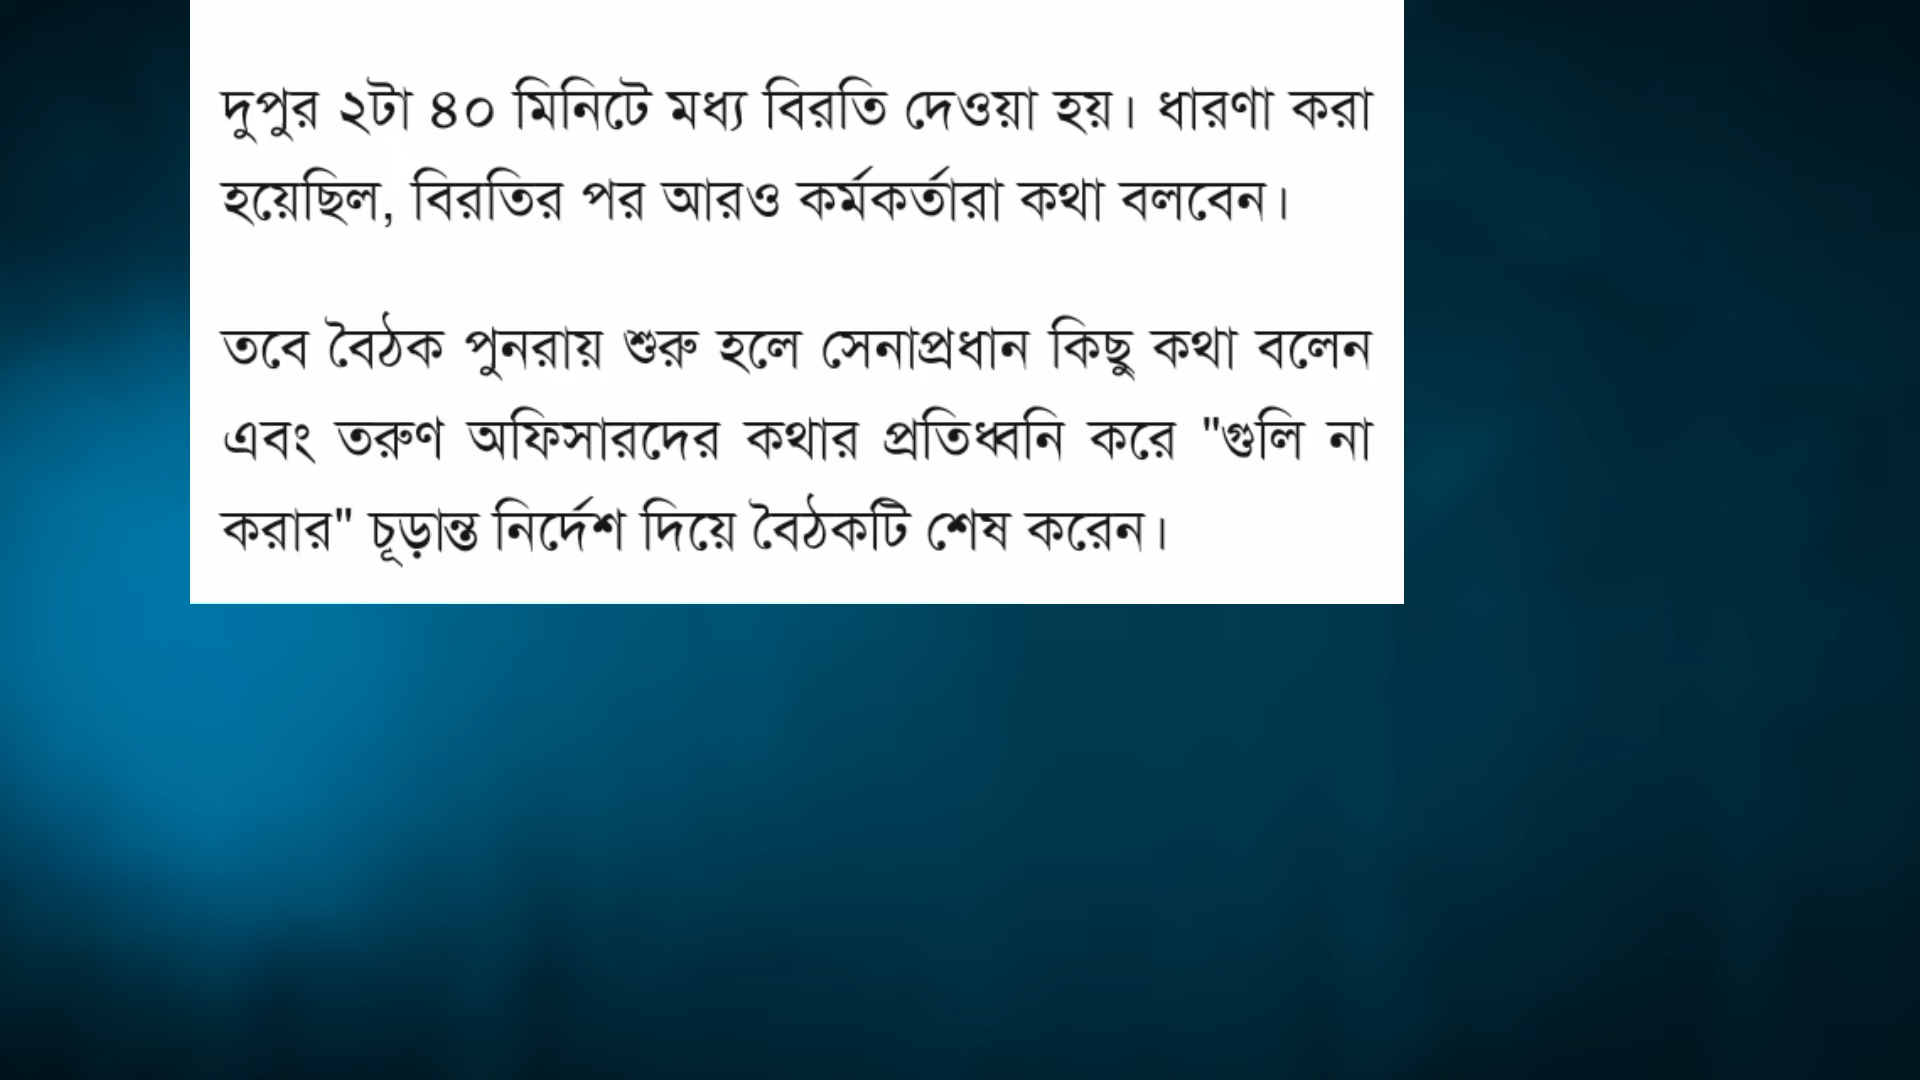 দুপুর ২টা ৪০ মিনিটে মধ্য বিরতি দেওয়া হয়। ধারণা করা
হয়েছিল, বিরতির পর আরও কর্মকর্তারা কথা বলবেন।
তবে বৈঠক পুনরায় শুরু হলে সেনাপ্রধান কিছু কথা বলেন
এবং তরুণ অফিসারদের কথার প্রতিধ্বনি করে "গুলি না
করার" চূড়ান্ত নির্দেশ দিয়ে বৈঠকটি শেষ করেন।